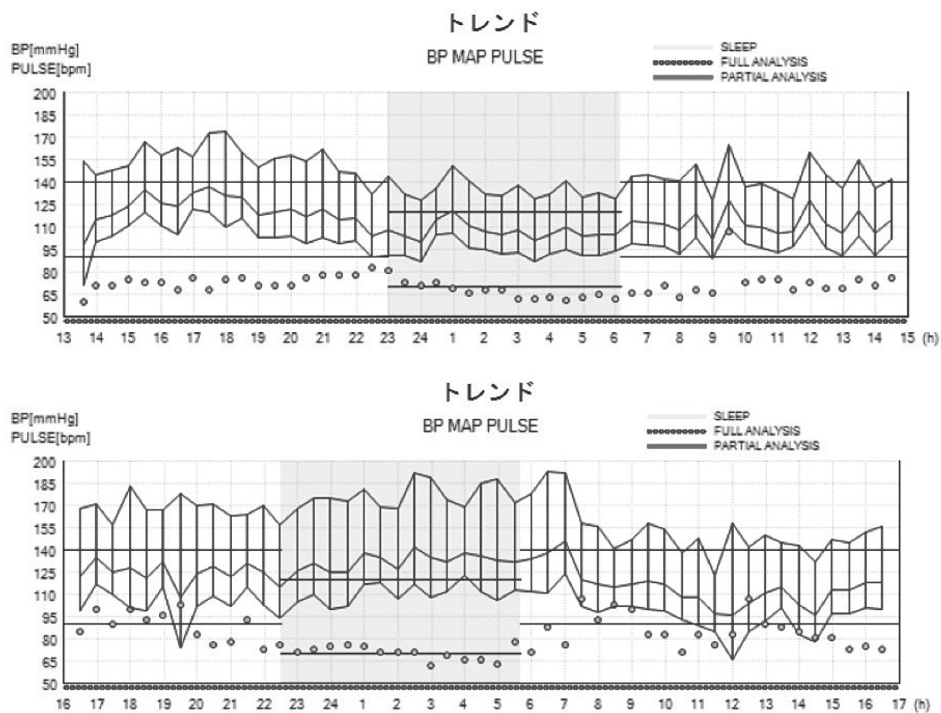 トレンド
BP[mmHg]
PULSE[bpm]
BP MAP PULSE
SLEEP
FULL ANALYSIS
PARTIAL ANALYSIS
200
185
170
155
140
125
110
95
80
65
50
13 14 15 16 17 18 19 20 21 22 23 24 1 2 3 4 5 6 7 8 9 10 11 12 13 14 15 (h)
トレンド
BP[mmHg]
PULSE[bpm]
BP MAP PULSE
SLEEP
FULL ANALYSIS
PARTIAL ANALYSIS
200
185
170
155
140
125
110
95
80
65
50
16 17 18 19 20 21 22 23 24 1 2 3 4 5 6 7 8 9 10 11 12 13 14 15 16 17 (h)